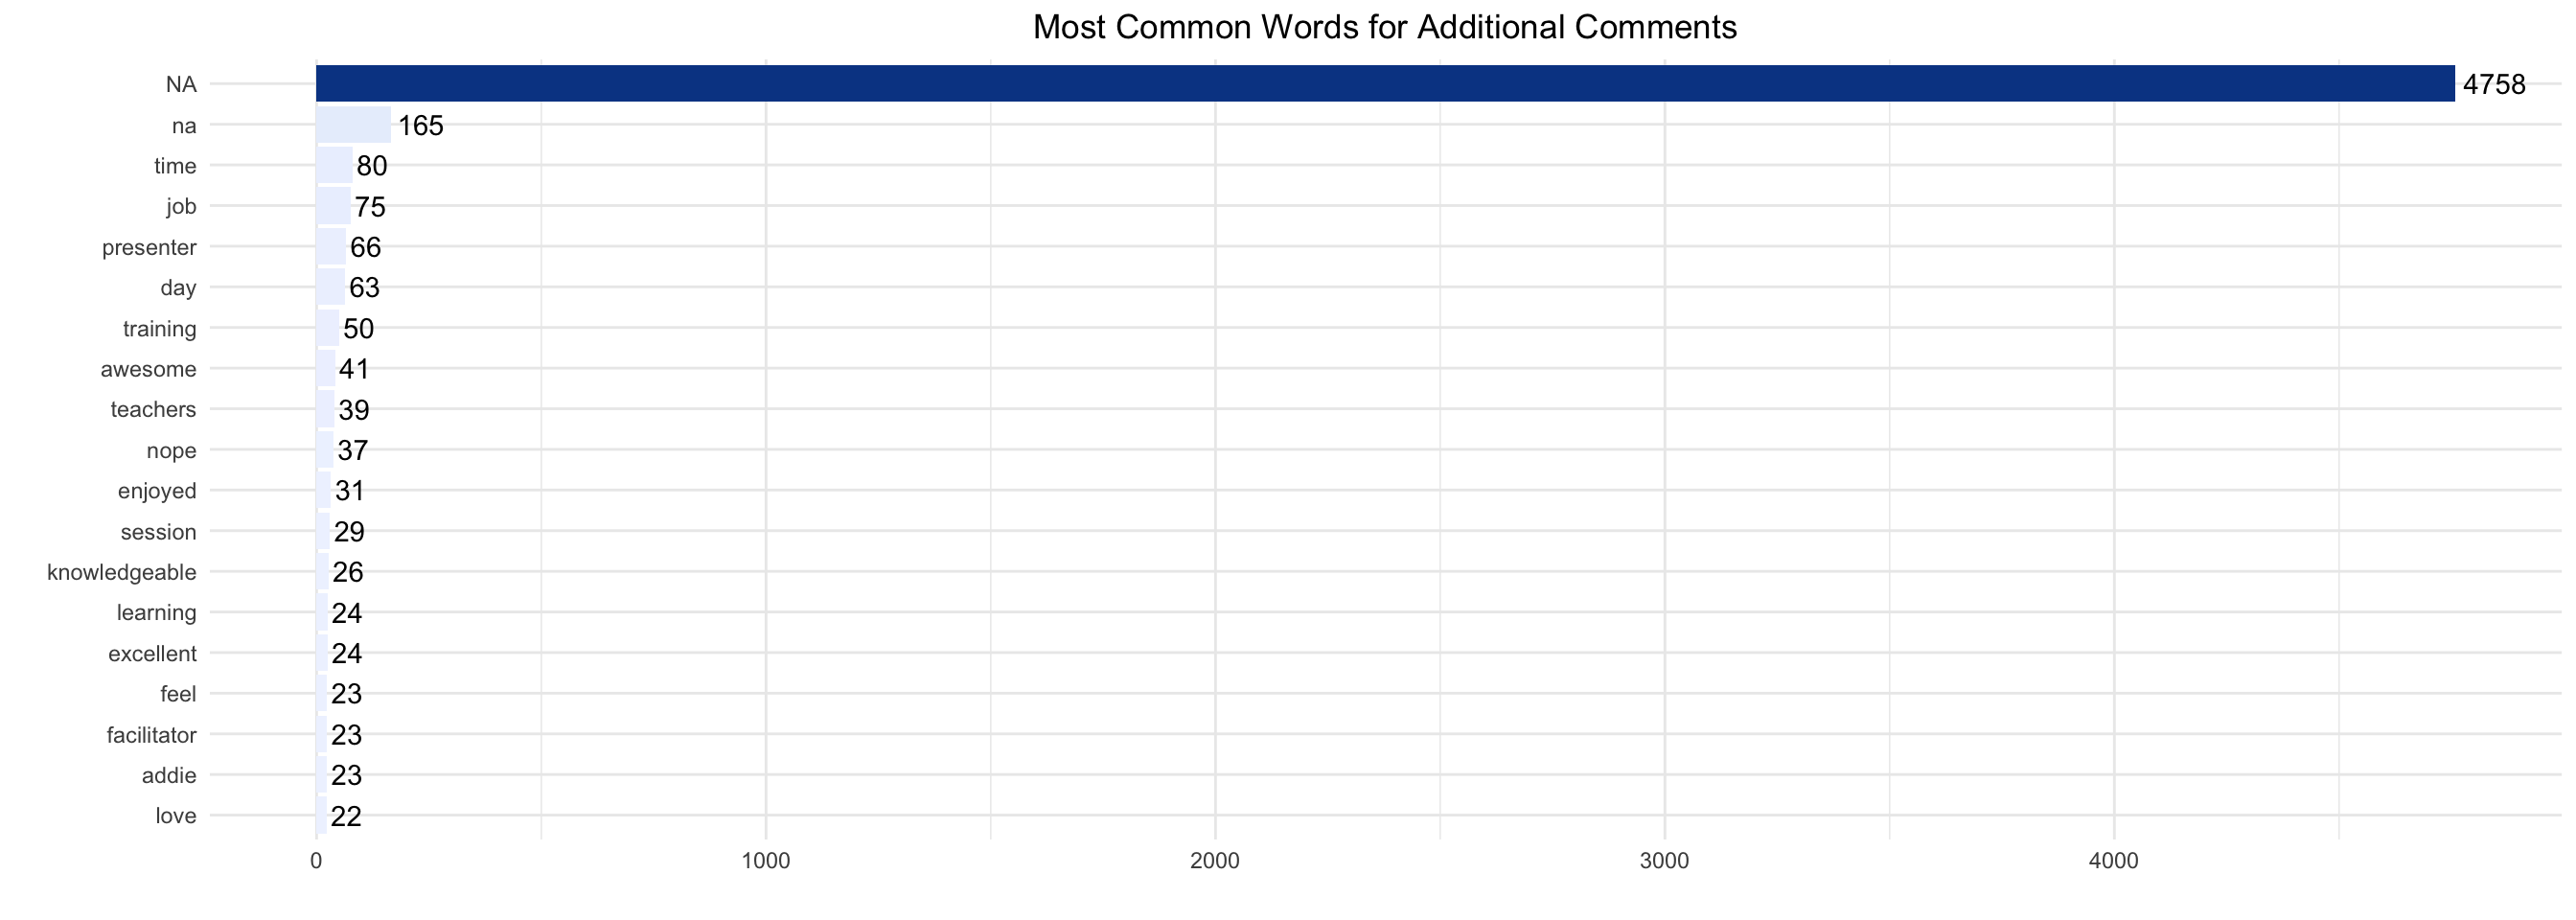 Most Common Words for Additional Comments
NA 4758
na 165
time 80
job 75
presenter 66
day 63
training 50
awesome 41
teachers 39
nope 37
enjoyed 31
session 29
knowledgeable 26
learning 24
excellent 24
feel 23
facilitator 23
addie 23
love 22
0 1000 2000 3000 4000